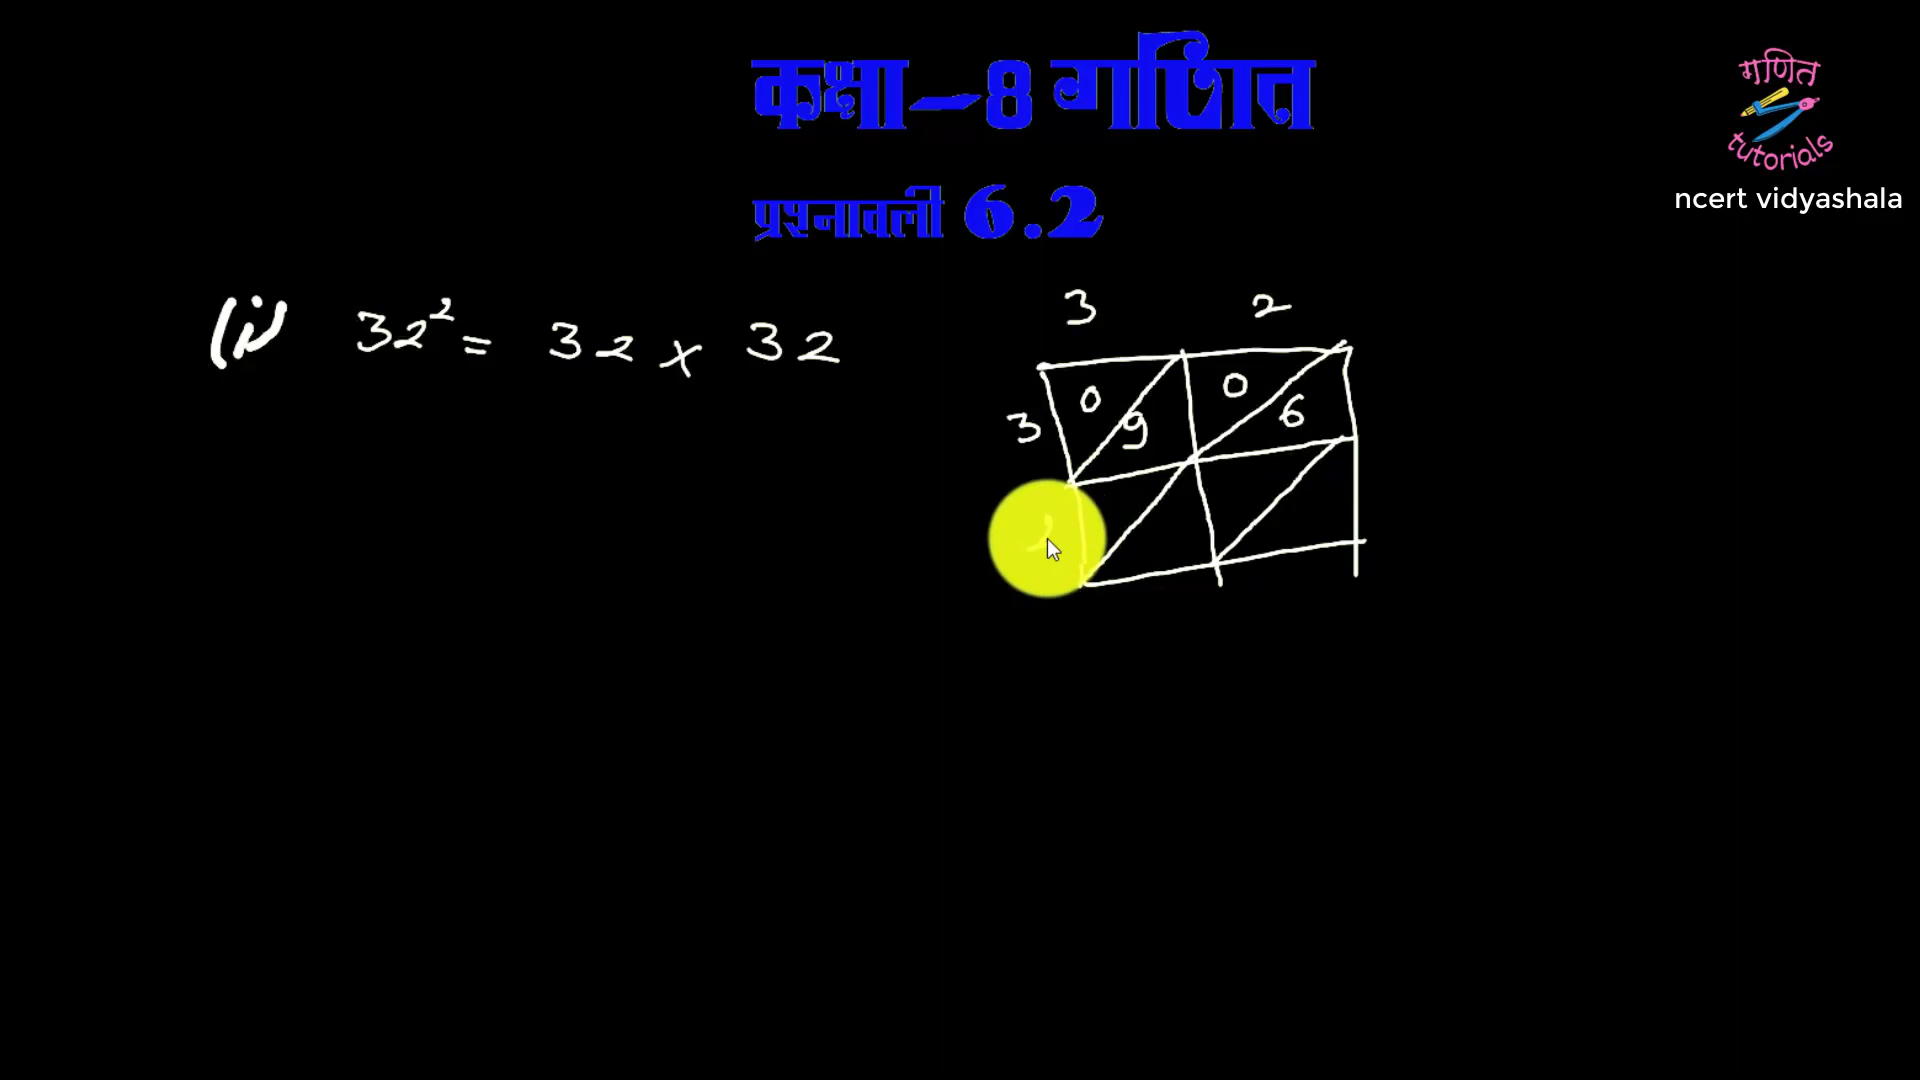 कक्षा-8 गणित
गणित
tutorials
ncert vidyashala
प्रश्नावली 6.2
(i) 32² = 32 × 32
3 2
0 0
3 9 6
2